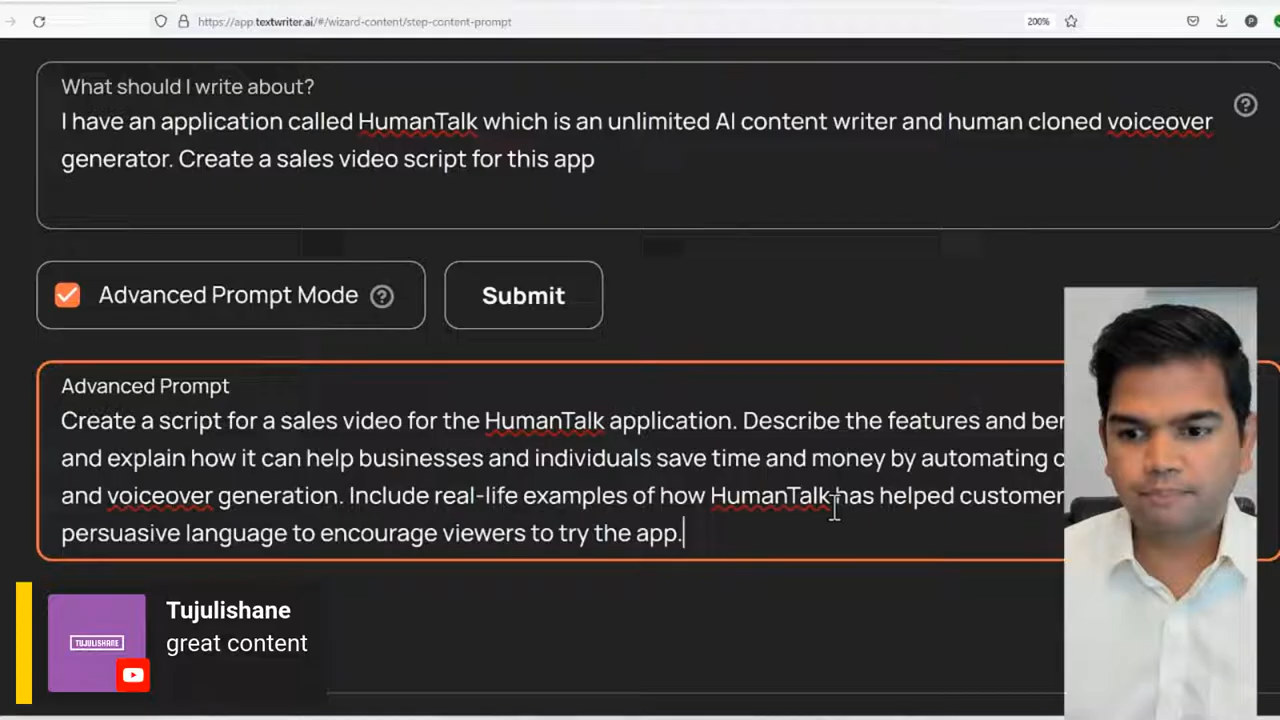 https://app.textwriter.ai/#/wizard-content/step-content-prompt
200%
What should I write about?
I have an application called HumanTalk which is an unlimited AI content writer and human cloned voiceover
generator. Create a sales video script for this app
Advanced Prompt Mode
Submit
Advanced Prompt
Create a script for a sales video for the HumanTalk application. Describe the features and
and explain how it can help businesses and individuals save time and money by automating
and voiceover generation. Include real-life examples of how HumanTalk has helped
persuasive language to encourage viewers to try the app.
Tujulishane
great content
TUJULISHANE